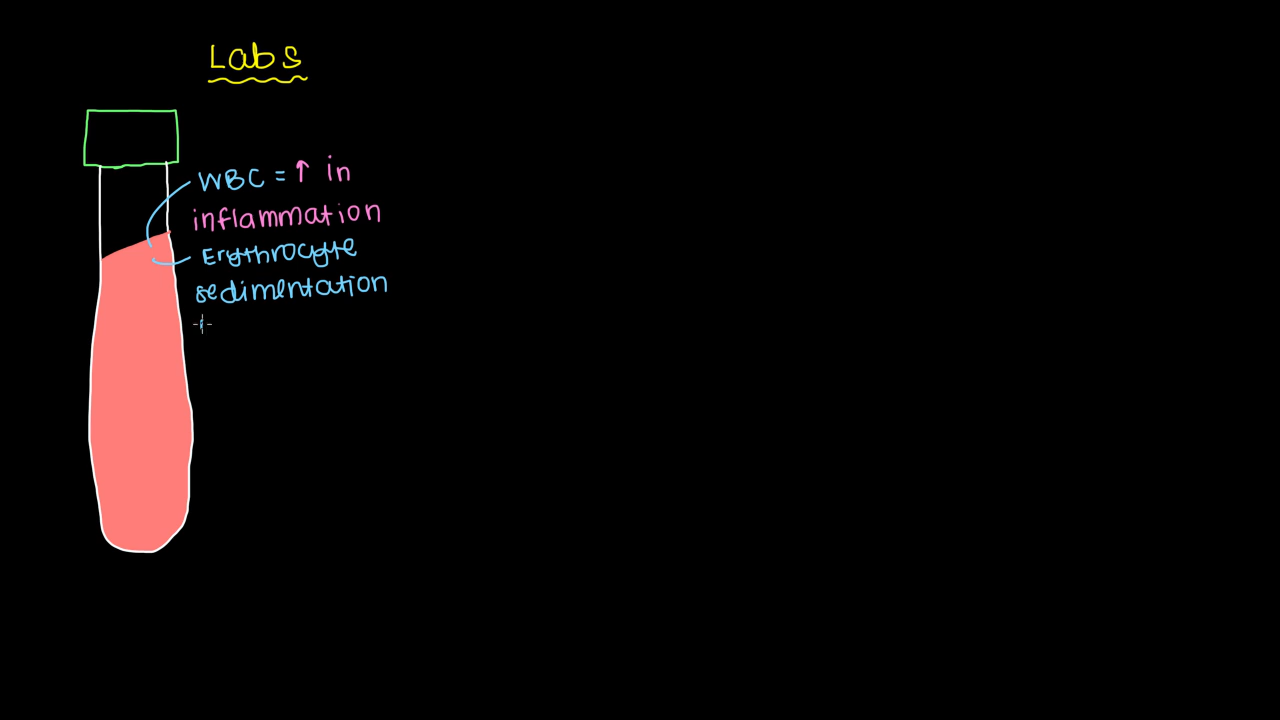 Labs
WBC = ↑ in
inflammation
Erythrocyte
sedimentation